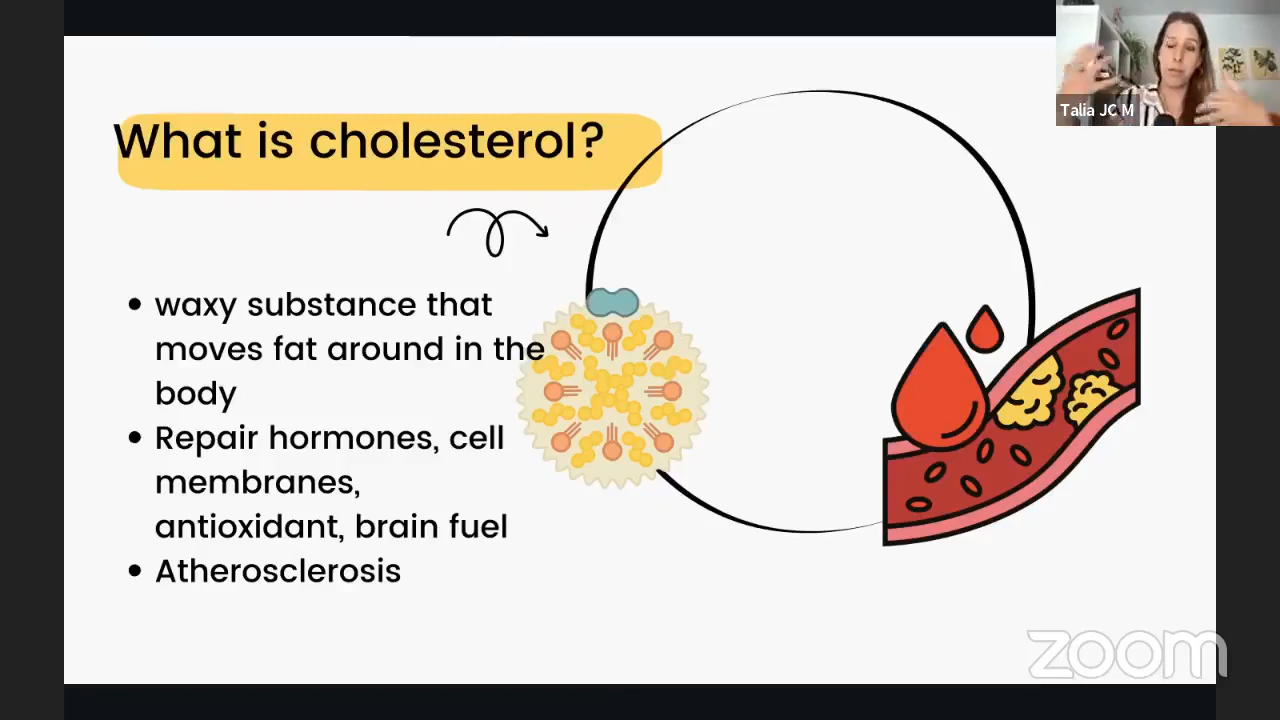 What is cholesterol?
Talia JC M
• waxy substance that
moves fat around in the
body
• Repair hormones, cell
membranes,
antioxidant, brain fuel
• Atherosclerosis
zoom